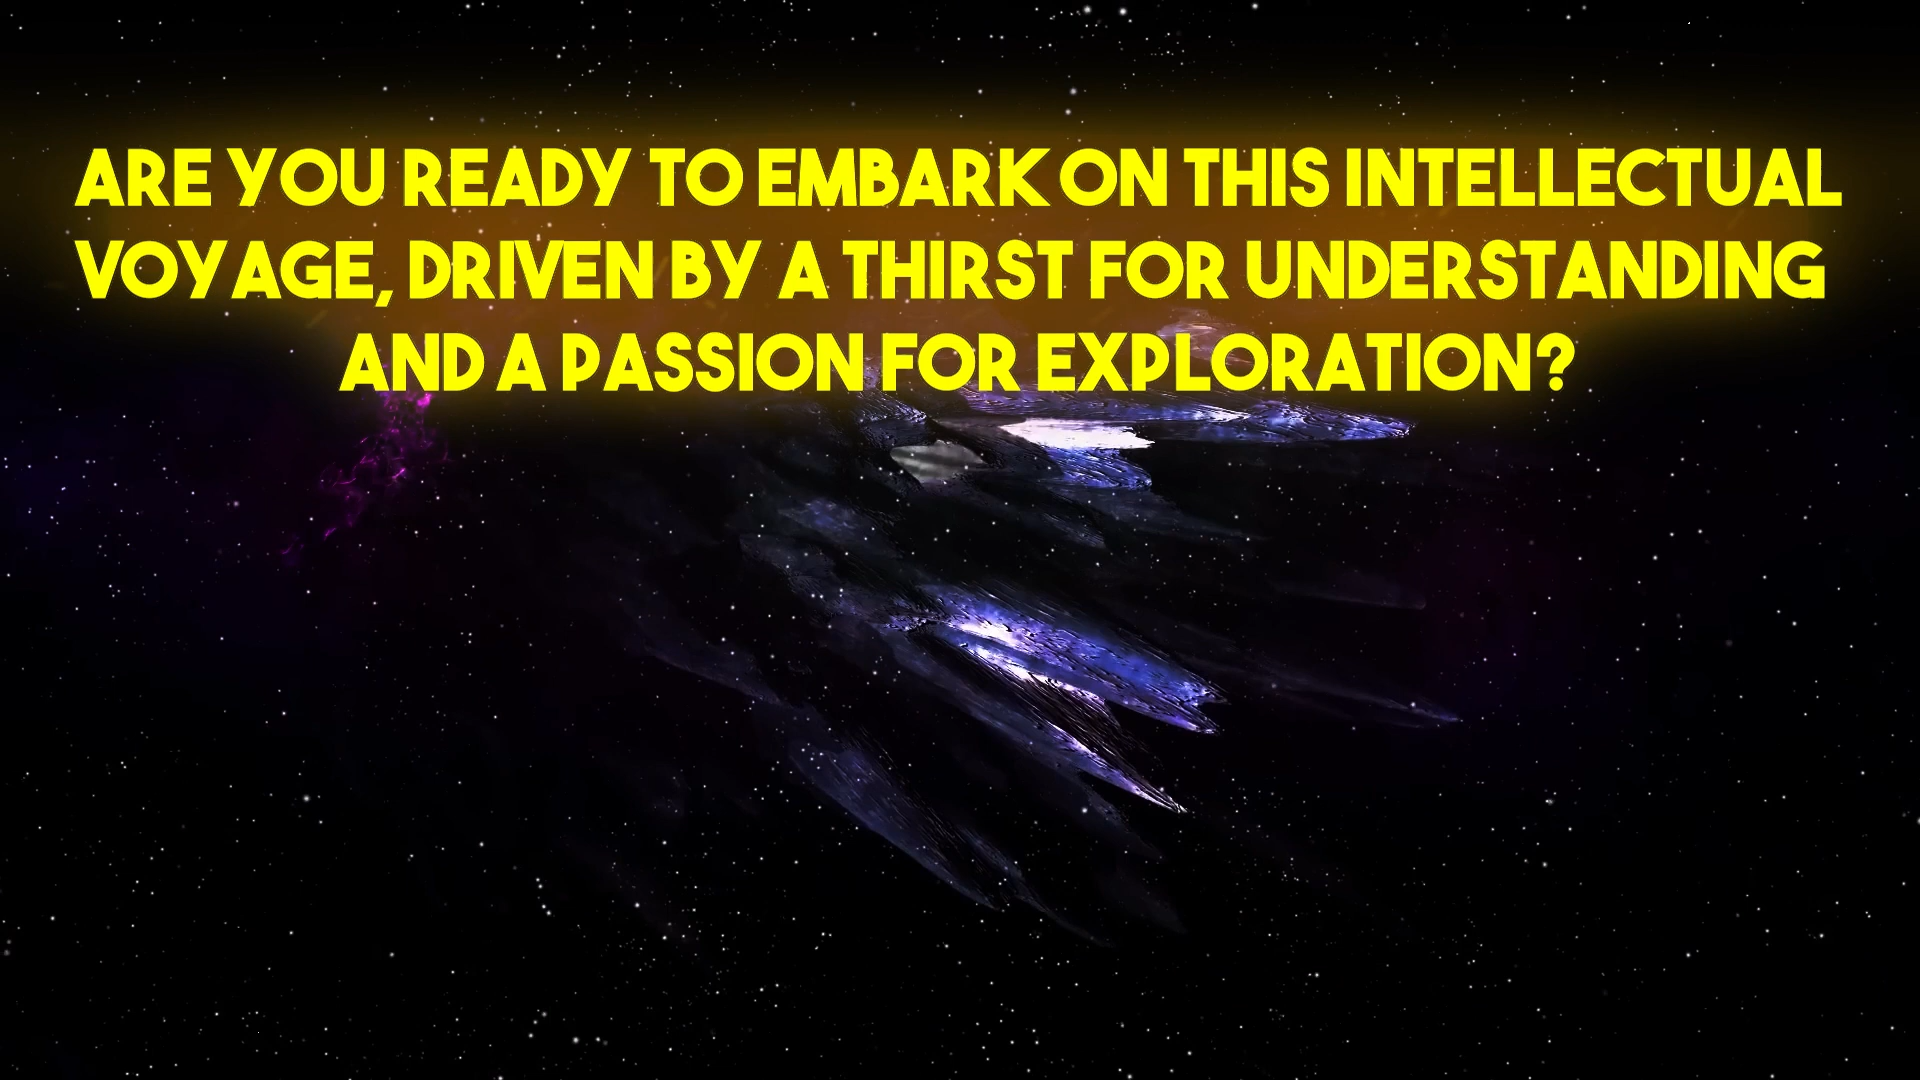 ARE YOU READY TO EMBARK ON THIS INTELLECTUAL
VOYAGE, DRIVEN BY A THIRST FOR UNDERSTANDING
AND A PASSION FOR EXPLORATION?